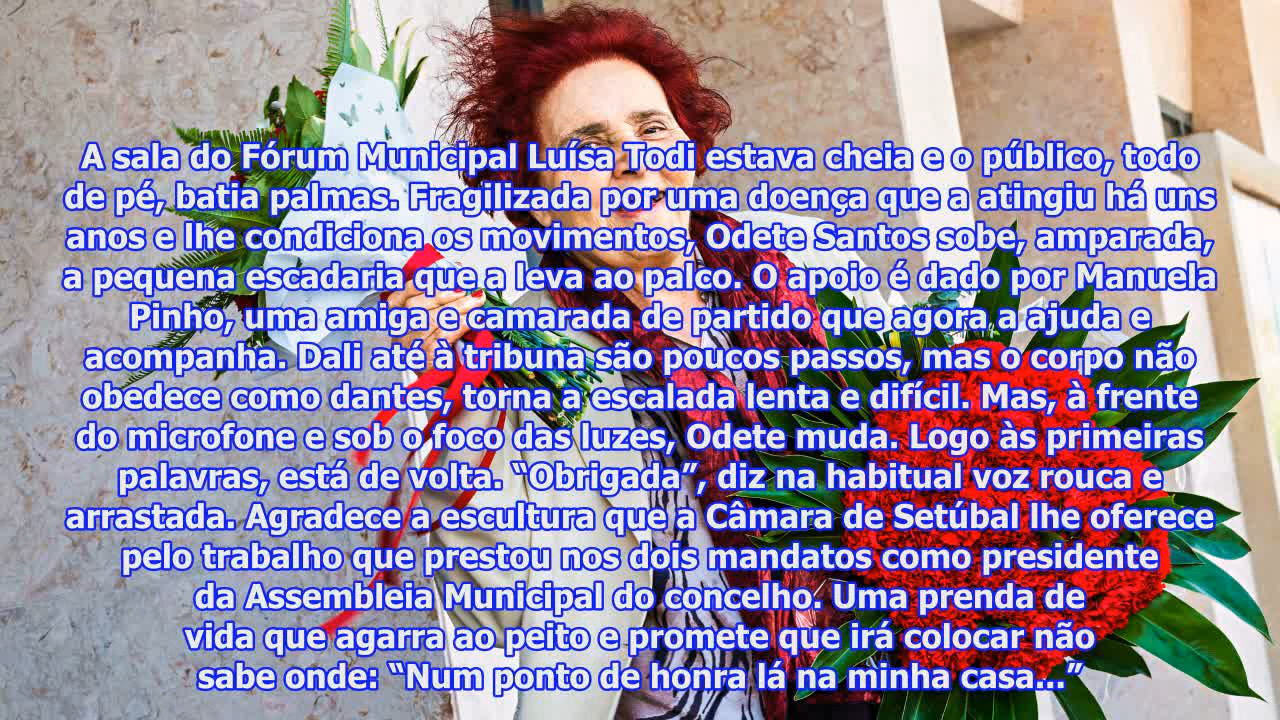 A sala do Fórum Municipal Luísa Todi estava cheia e o público, todo
de pé, batia palmas. Fragilizada por uma doença que a atingiu há uns
anos e lhe condiciona os movimentos, Odete Santos sobe, amparada,
a pequena escadaria que a leva ao palco. O apoio é dado por Manuela
Pinho, uma amiga e camarada de partido que agora a ajuda e
acompanha. Dali até à tribuna são poucos passos, mas o corpo não
obedece como dantes, torna a escalada lenta e difícil. Mas, à frente
do microfone e sob o foco das luzes, Odete muda. Logo às primeiras
palavras, está de volta. “Obrigada”, diz na habitual voz rouca e
arrastada. Agradece a escultura que a Câmara de Setúbal lhe oferece
pelo trabalho que prestou nos dois mandatos como presidente
da Assembleia Municipal do concelho. Uma prenda de
vida que agarra ao peito e promete que irá colocar não
sabe onde: “Num ponto de honra lá na minha casa...”